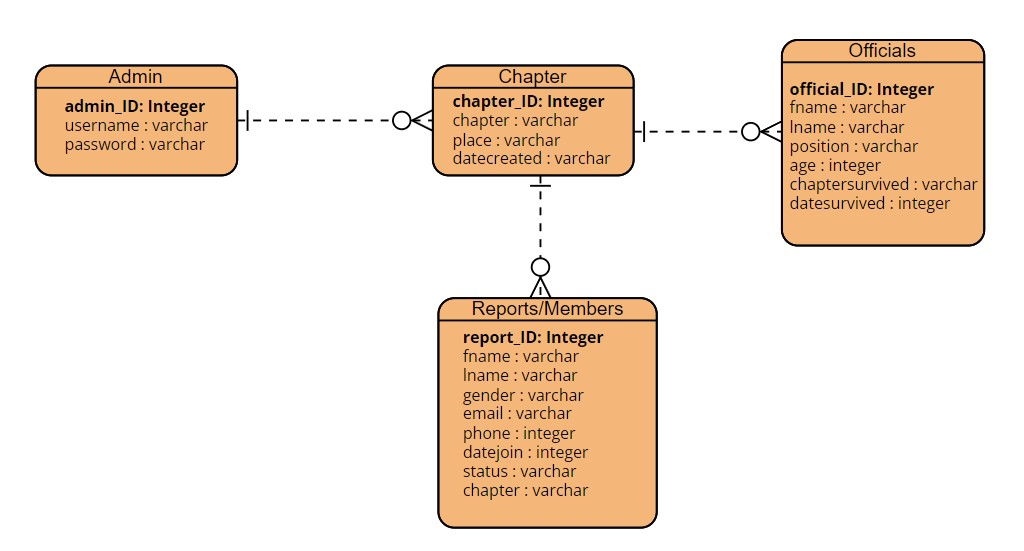 Admin
admin_ID: Integer
username : varchar
password : varchar
Chapter
chapter_ID: Integer
chapter : varchar
place : varchar
datecreated : varchar
Officials
official_ID: Integer
fname : varchar
lname : varchar
position : varchar
age : integer
chaptersurvived : varchar
datesurvived : integer
Reports/Members
report_ID: Integer
fname : varchar
lname : varchar
gender : varchar
email : varchar
phone : integer
datejoin : integer
status : varchar
chapter : varchar